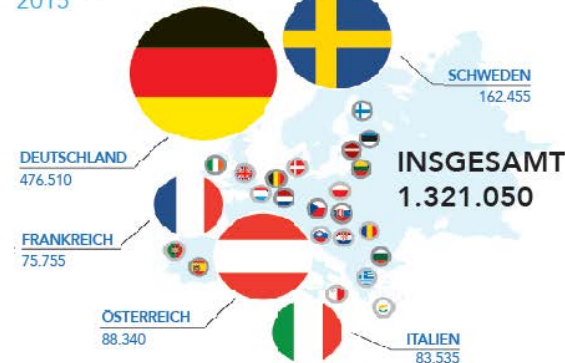 2015
SCHWEDEN
162.455
DEUTSCHLAND
476.510
INSGESAMT
1.321.050
FRANKREICH
75.755
ÖSTERREICH
88.340
ITALIEN
83.535